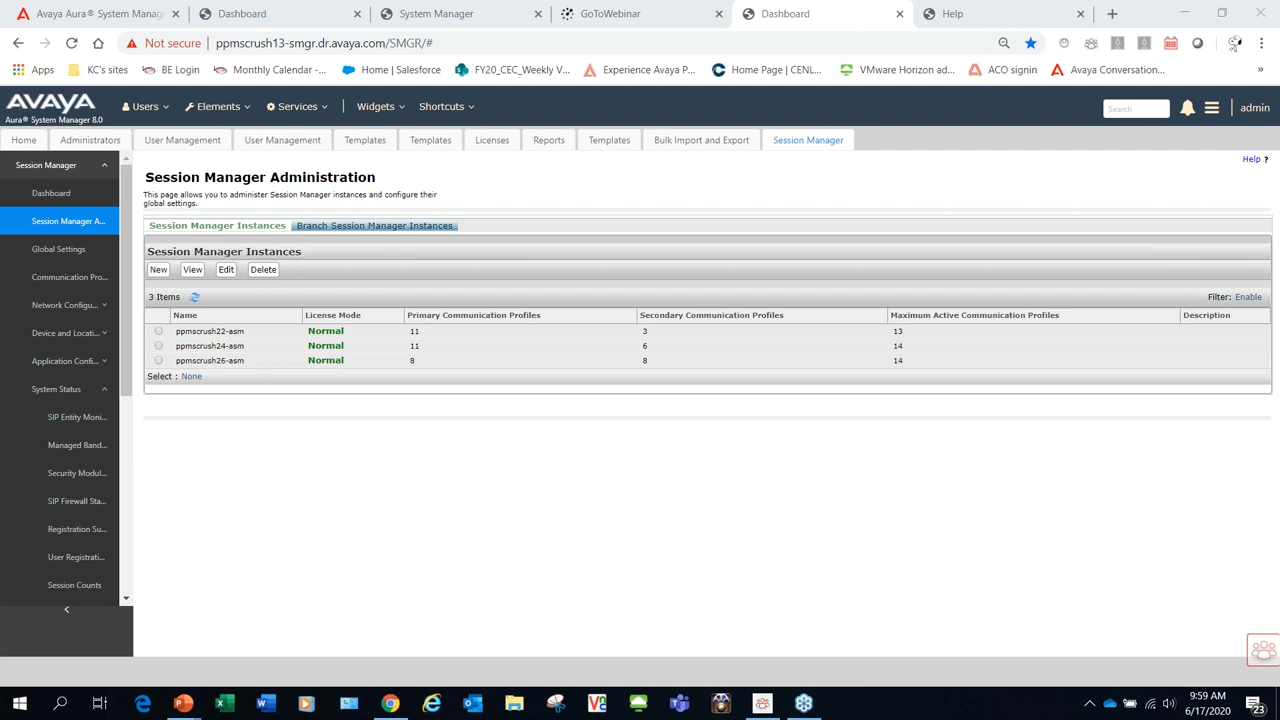 Avaya Aura® System Manag
Dashboard
System Manager
GoToWebinar
Dashboard
Help
Not secure
ppmscrush13-smgr.dr.avaya.com/SMGR/#
Apps
KC's sites
BE Login
Monthly Calendar -...
Home | Salesforce
FY20_CEC_Weekly V...
Experience Avaya P...
Home Page | CENL...
VMware Horizon ad...
ACO signin
Avaya Conversation...
»
AVAYA
Aura® System Manager 8.0
Users
Elements
Services
Widgets
Shortcuts
Search
admin
Home
Administrators
User Management
User Management
Templates
Templates
Licenses
Reports
Templates
Bulk Import and Export
Session Manager
Session Manager
Dashboard
Session Manager A...
Global Settings
Communication Pro...
Network Configu...
Device and Locati...
Application Confi...
System Status
SIP Entity Moni...
Managed Band...
Security Modul...
SIP Firewall Sta...
Registration Su...
User Registrati...
Session Counts
Help ?
Session Manager Administration
This page allows you to administer Session Manager instances and configure their
global settings.
Session Manager Instances
Branch Session Manager Instances
Session Manager Instances
New
View
Edit
Delete
3 Items
Filter: Enable
Name
License Mode
Primary Communication Profiles
Secondary Communication Profiles
Maximum Active Communication Profiles
Description
ppmscrush22-asm Normal 11 3 13
ppmscrush24-asm Normal 11 6 14
ppmscrush26-asm Normal 8 8 14
Select : None
9:59 AM
6/17/2020
23